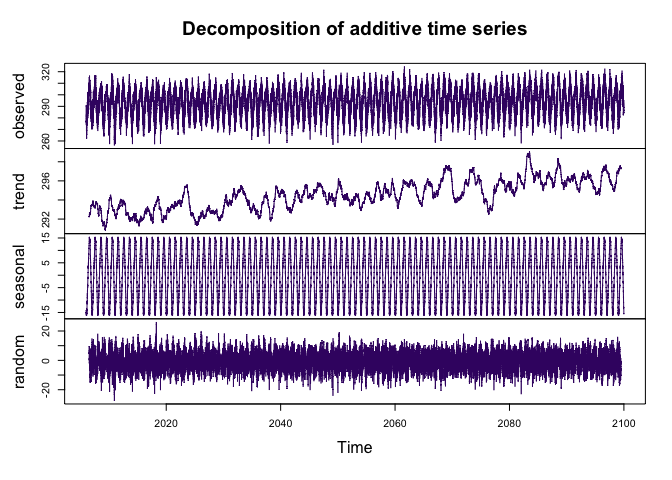 Decomposition of additive time series
observed
260 290 320
trend
292 296
seasonal
-15 -5 5 15
random
-20 0 20
2020 2040 2060 2080 2100
Time